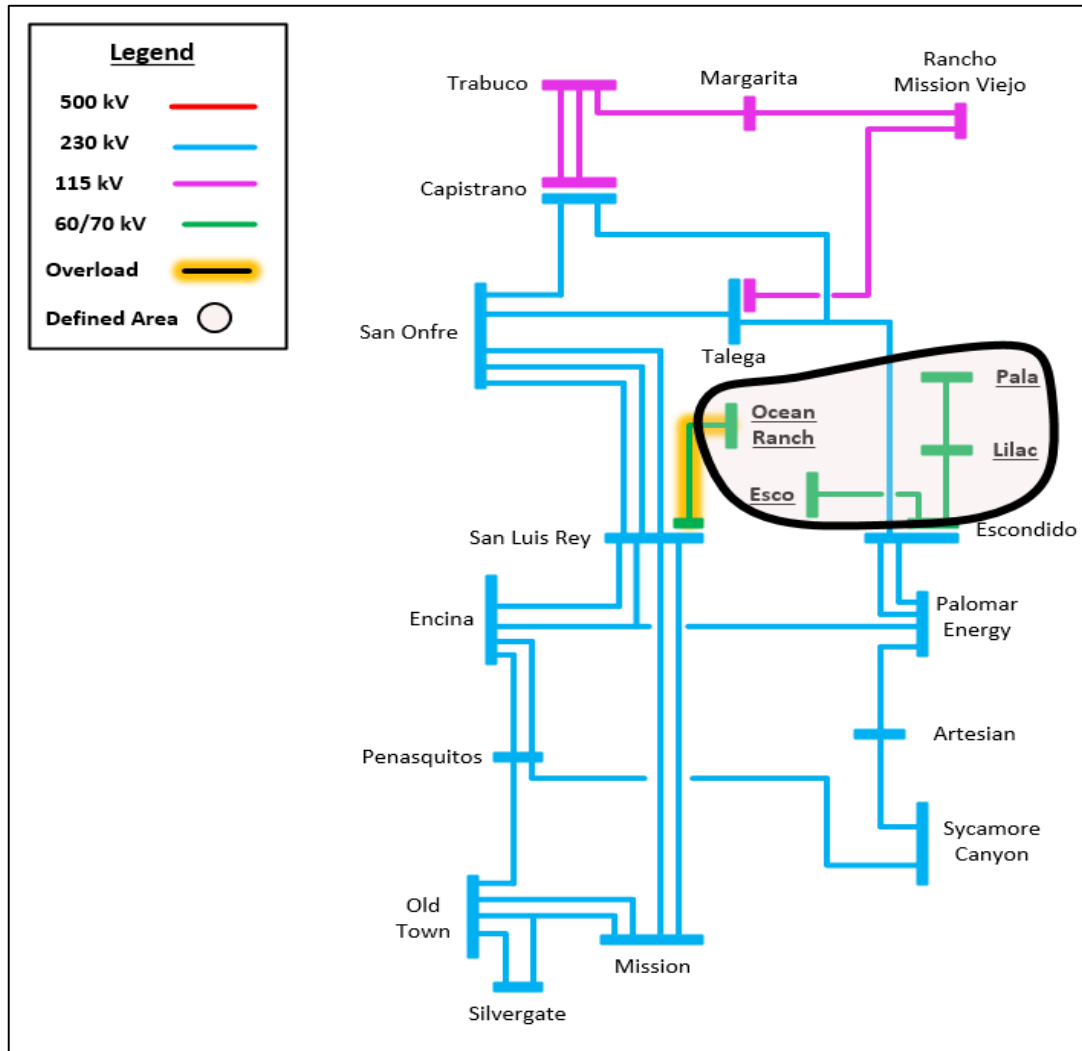 Legend
500 kV
230 kV
115 kV
60/70 kV
Overload
Defined Area
Trabuco
Margarita
Rancho
Mission Viejo
Capistrano
San Onfre
Talega
Pala
Ocean
Ranch
Lilac
Esco
San Luis Rey
Escondido
Encina
Palomar
Energy
Penasquitos
Artesian
Sycamore
Canyon
Old
Town
Mission
Silvergate